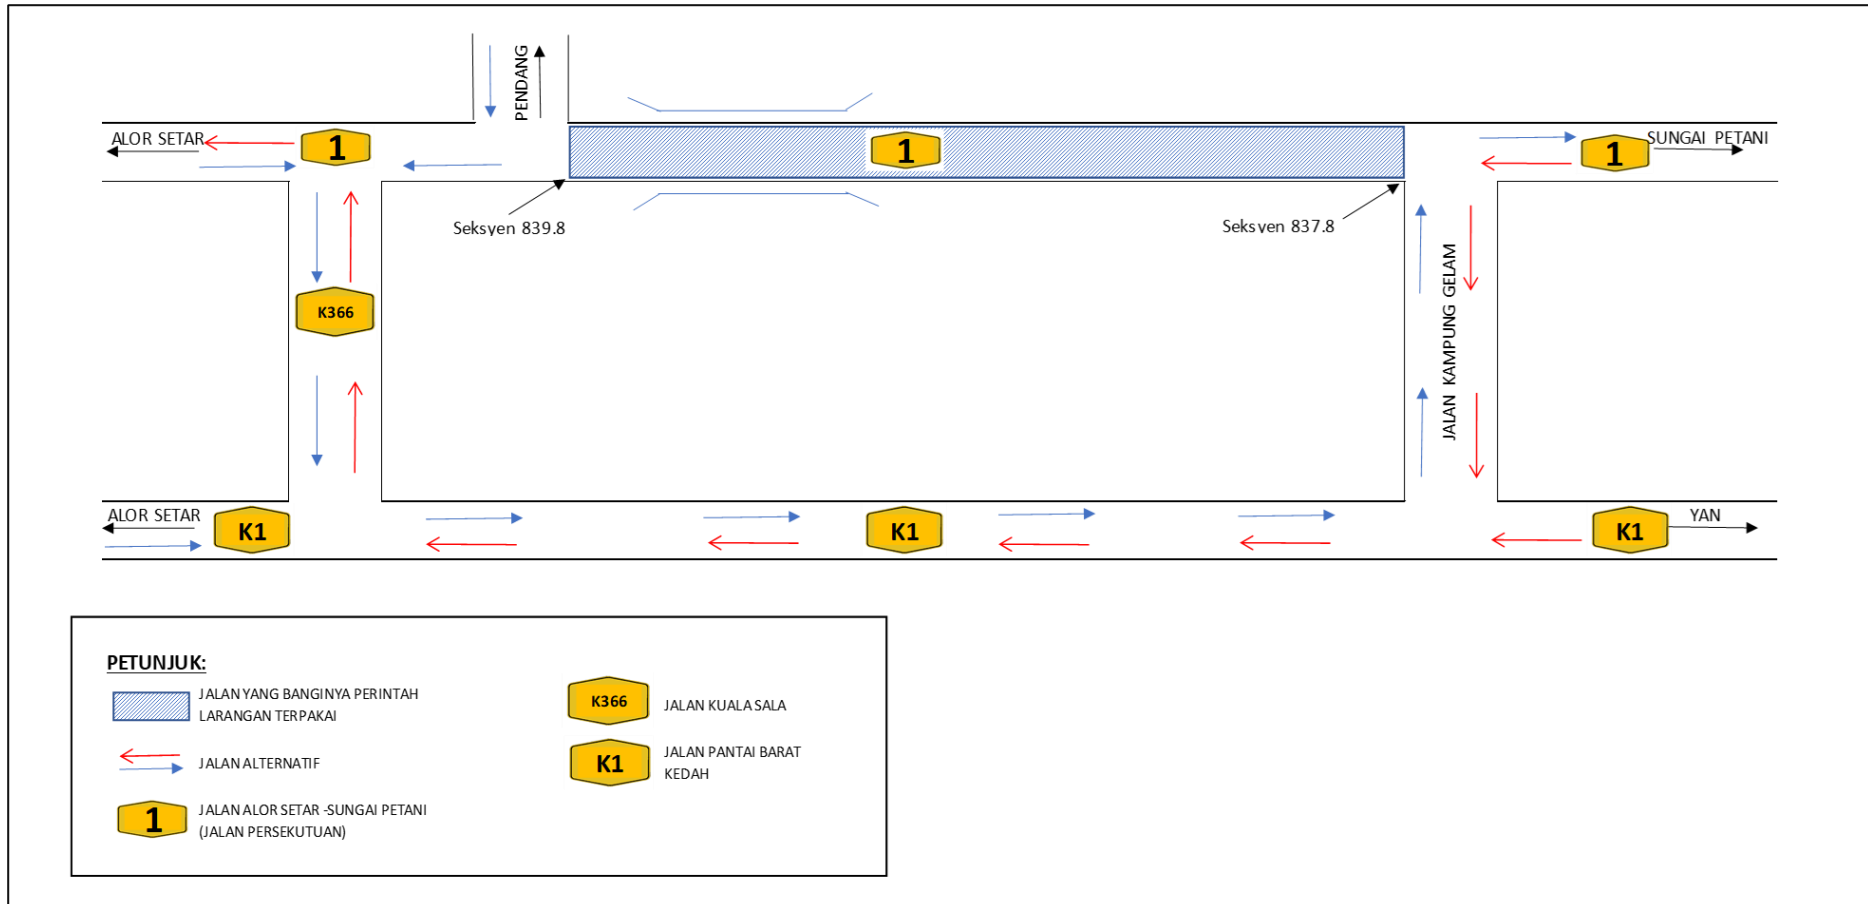 PENDANG
ALOR SETAR
1
1
1
SUNGAI PETANI
Seksyen 839.8
Seksyen 837.8
K366
JALAN KAMPUNG GELAM
ALOR SETAR
K1
K1
K1
YAN
PETUNJUK:
JALAN YANG BANGINYA PERINTAH
LARANGAN TERPAKAI
JALAN ALTERNATIF
1
JALAN ALOR SETAR -SUNGAI PETANI
(JALAN PERSEKUTUAN)
K366
JALAN KUALA SALA
K1
JALAN PANTAI BARAT
KEDAH